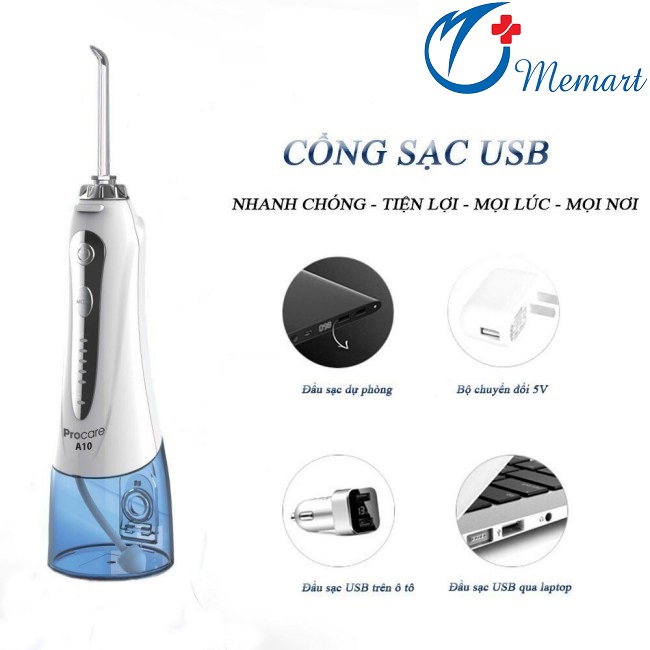 Memart
CỔNG SẠC USB
NHANH CHÓNG - TIỆN LỢI - MỌI LÚC - MỌI NƠI
Đầu sạc dự phòng
Bộ chuyển đổi 5V
Procare
A10
Đầu sạc USB trên ô tô
Đầu sạc USB qua laptop